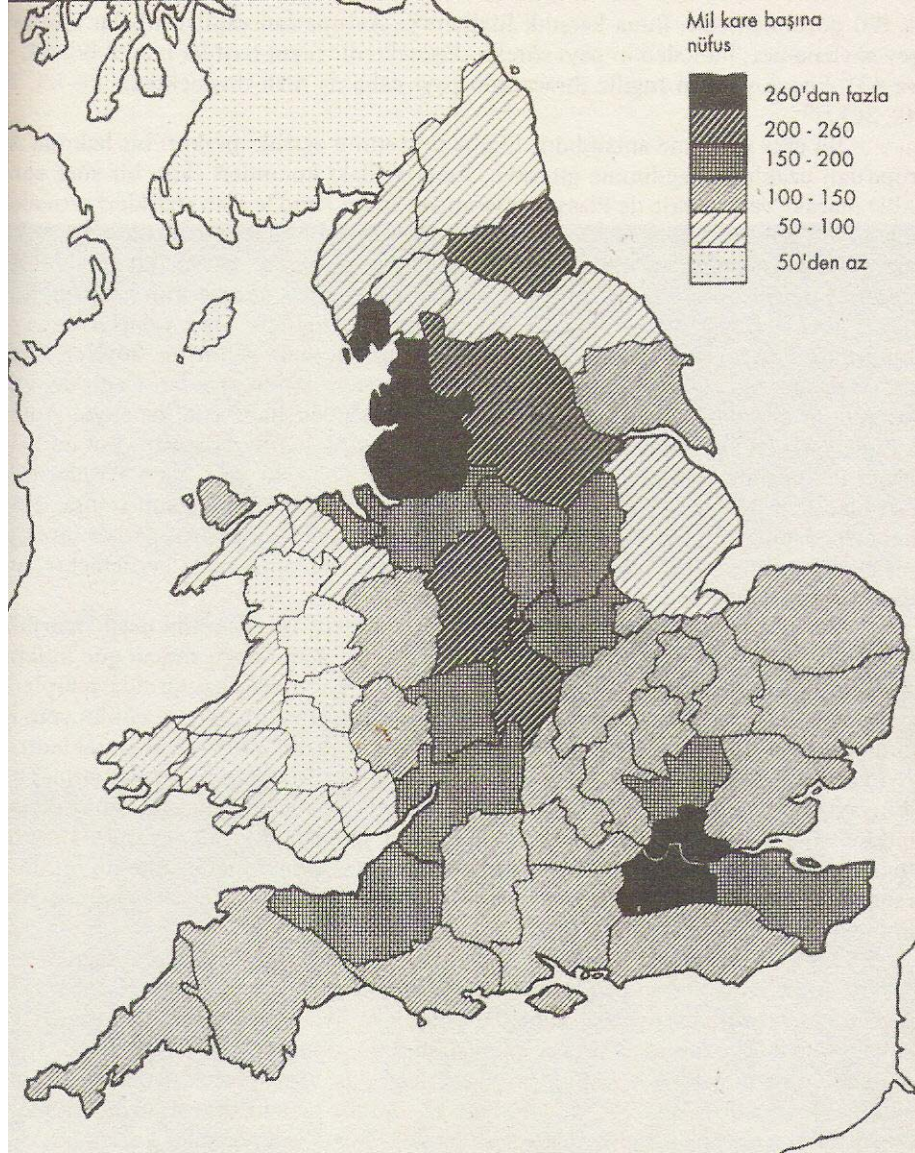 Mil kare başına
nüfus
260'dan fazla
200 - 260
150 - 200
100 - 150
50 - 100
50'den az